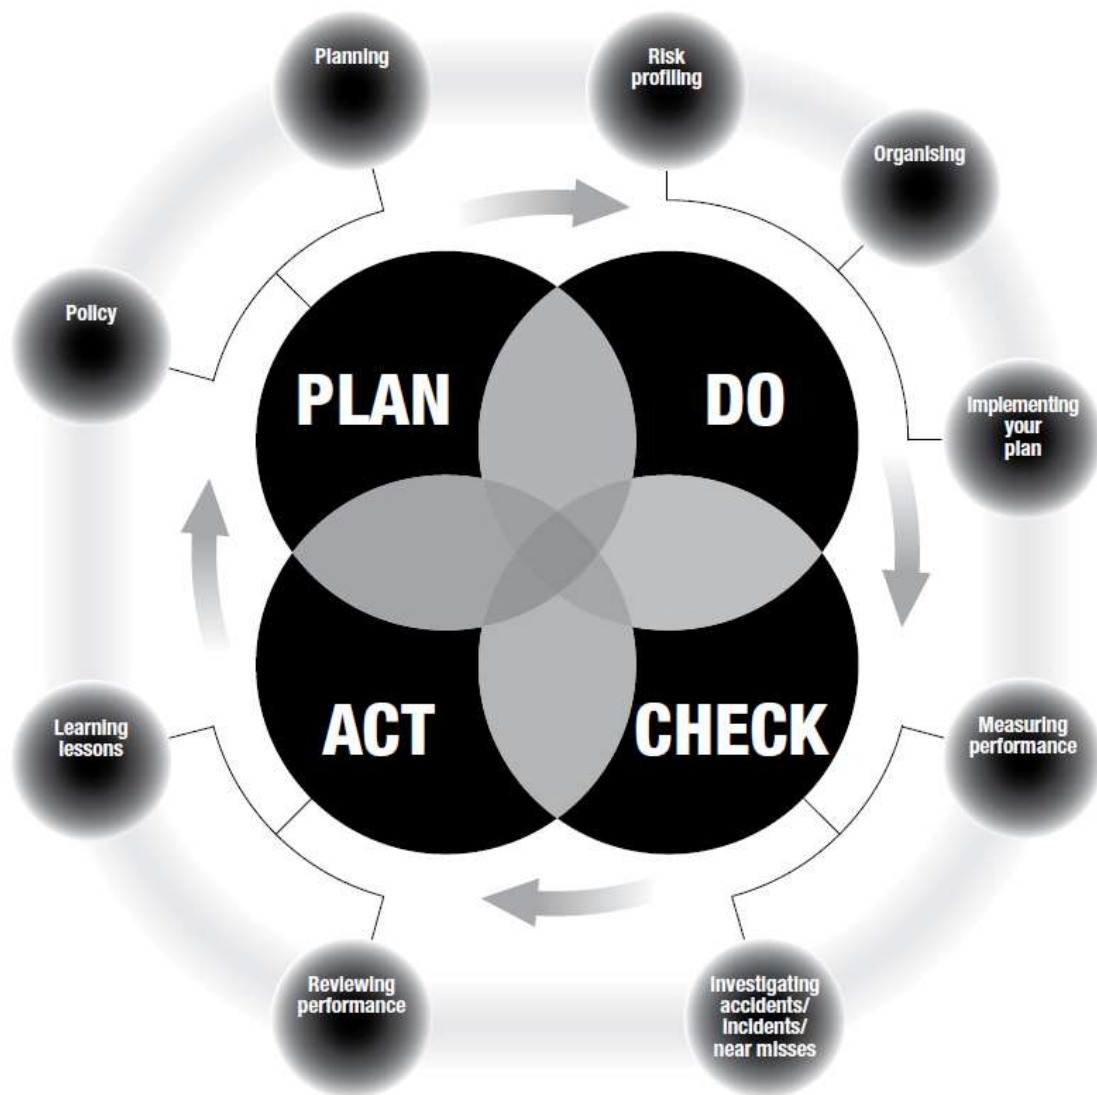 Planning
Risk
profiling
Organising
Policy
PLAN
DO
Implementing
your
plan
Learning
lessons
ACT
CHECK
Measuring
performance
Reviewing
performance
Investigating
accidents/
incidents/
near misses